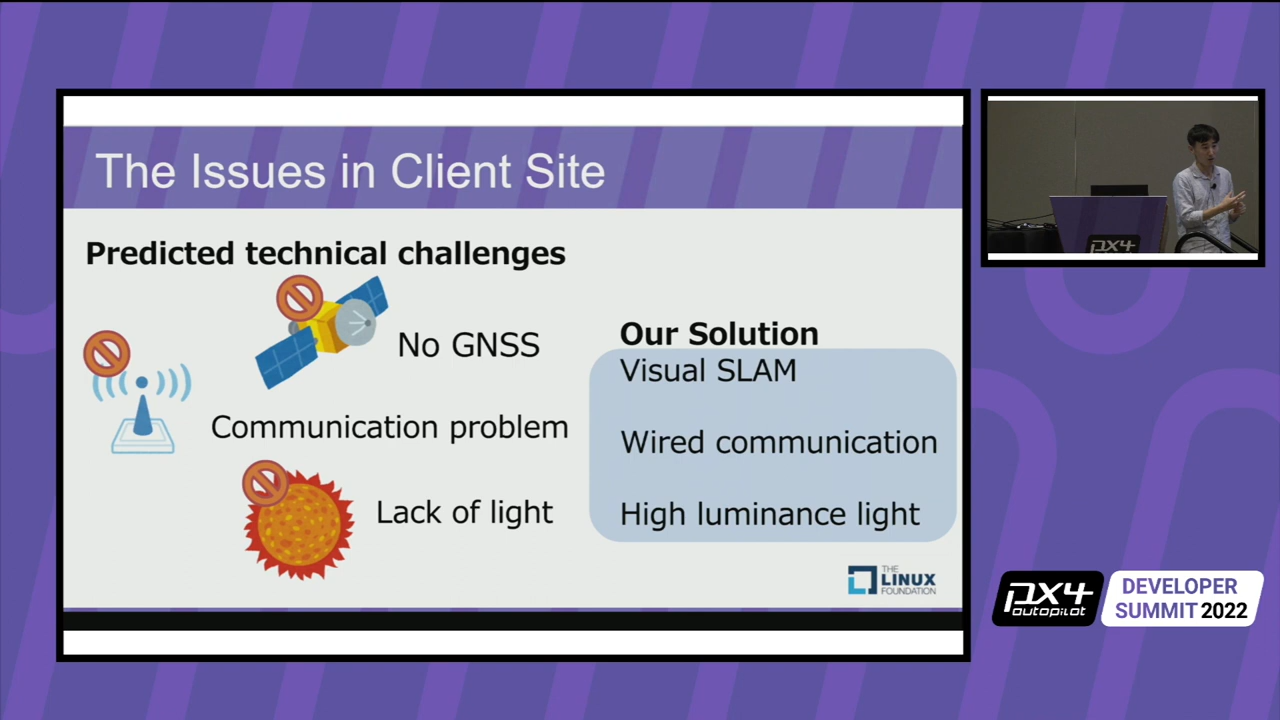 The Issues in Client Site
Predicted technical challenges
No GNSS
Communication problem
Lack of light
Our Solution
Visual SLAM
Wired communication
High luminance light
THE
LINUX
FOUNDATION
px4
px4
autopilot
DEVELOPER
SUMMIT 2022